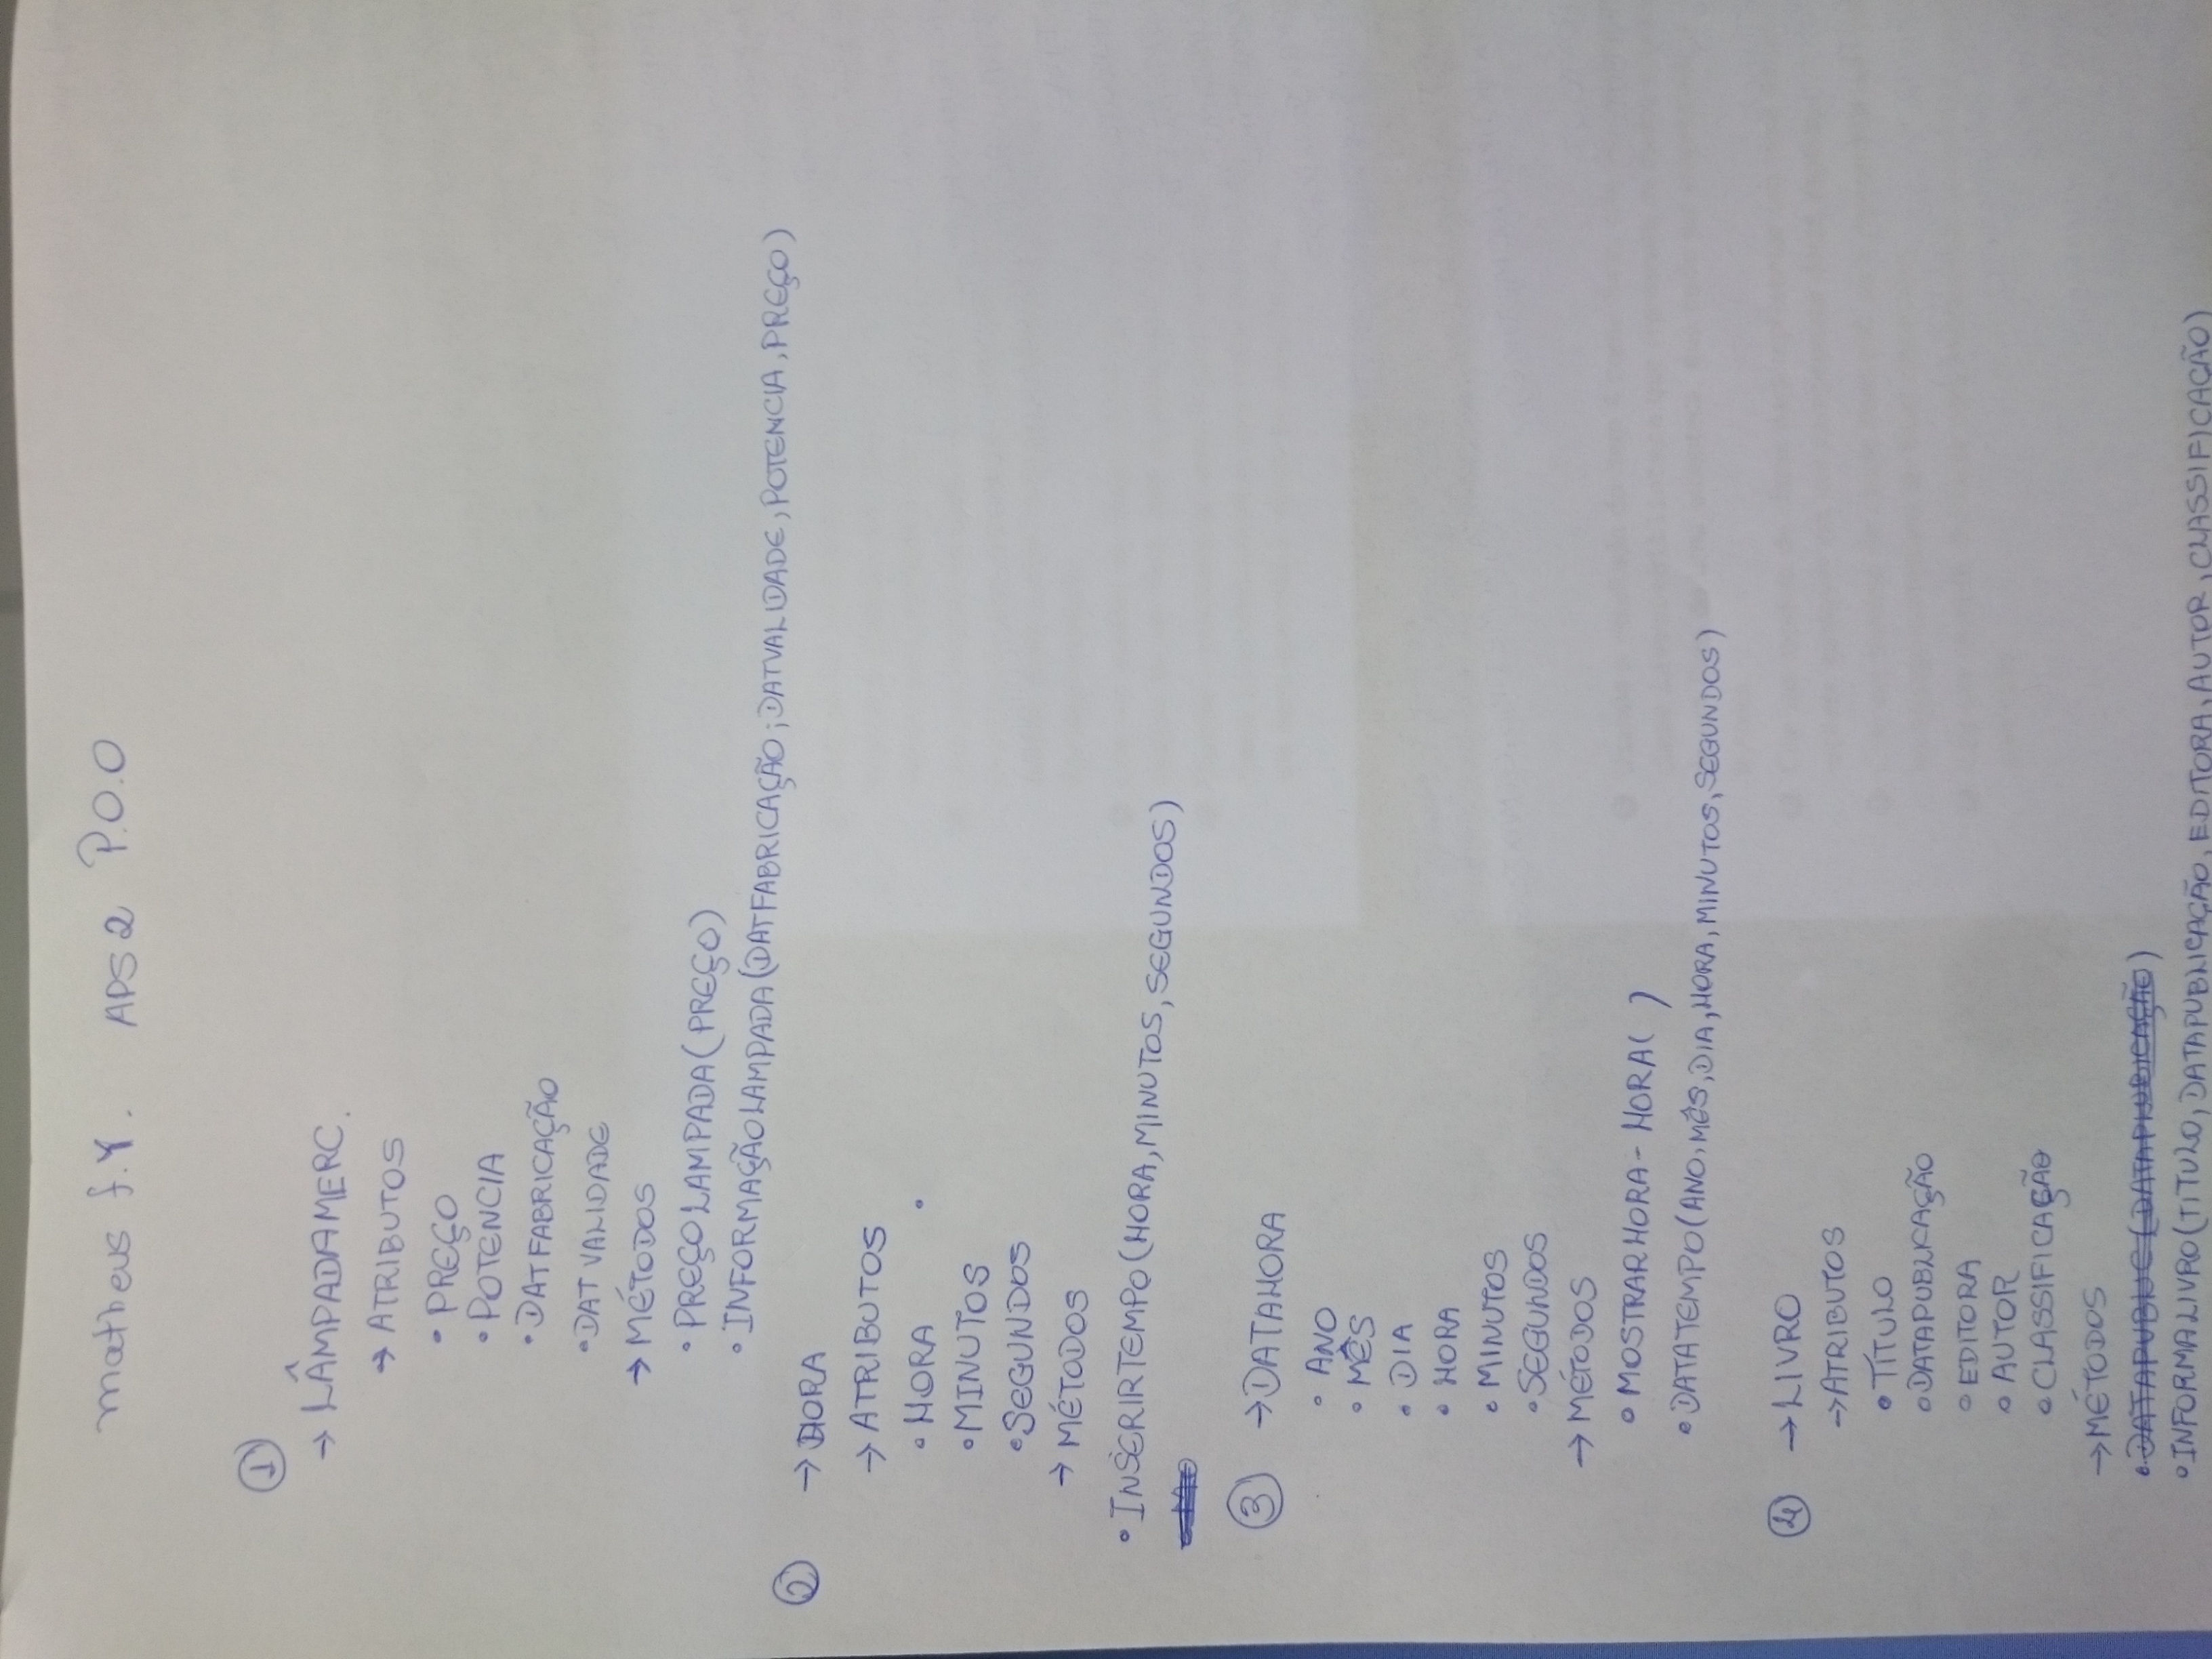 matheus f.Y. APS 2 P.O.O
①
→ LÂMPADAMERC.
→ ATRIBUTOS
• PREÇO
• POTENCIA
• DATFABRICAÇÃO
• DAT VALIDADE
→ MÉTODOS
• PREÇOLAMPADA(PREÇO)
• INFORMAÇÃOLAMPADA(DATFABRICAÇÃO; DATVALIDADE, POTENCIA, PREÇO)
② → HORA
→ ATRIBUTOS
• HORA
• MINUTOS
• SEGUNDOS
→ MÉTODOS
• INSERIRTEMPO(HORA, MINUTOS, SEGUNDOS)
③ → DATAHORA
• ANO
• MÊS
• DIA
• HORA
• MINUTOS
• SEGUNDOS
→ MÉTODOS
• MOSTRARHORA-HORA( )
• DATATEMPO(ANO, MÊS, DIA, HORA, MINUTOS, SEGUNDOS)
④ → LIVRO
→ ATRIBUTOS
• TÍTULO
• DATAPUBLICAÇÃO
• EDITORA
• AUTOR
• CLASSIFICAÇÃO
→ MÉTODOS
• INFORMALIVRO(TITULO, DATAPUBLICAÇÃO, EDITORA, AUTOR, CLASSIFICAÇÃO)